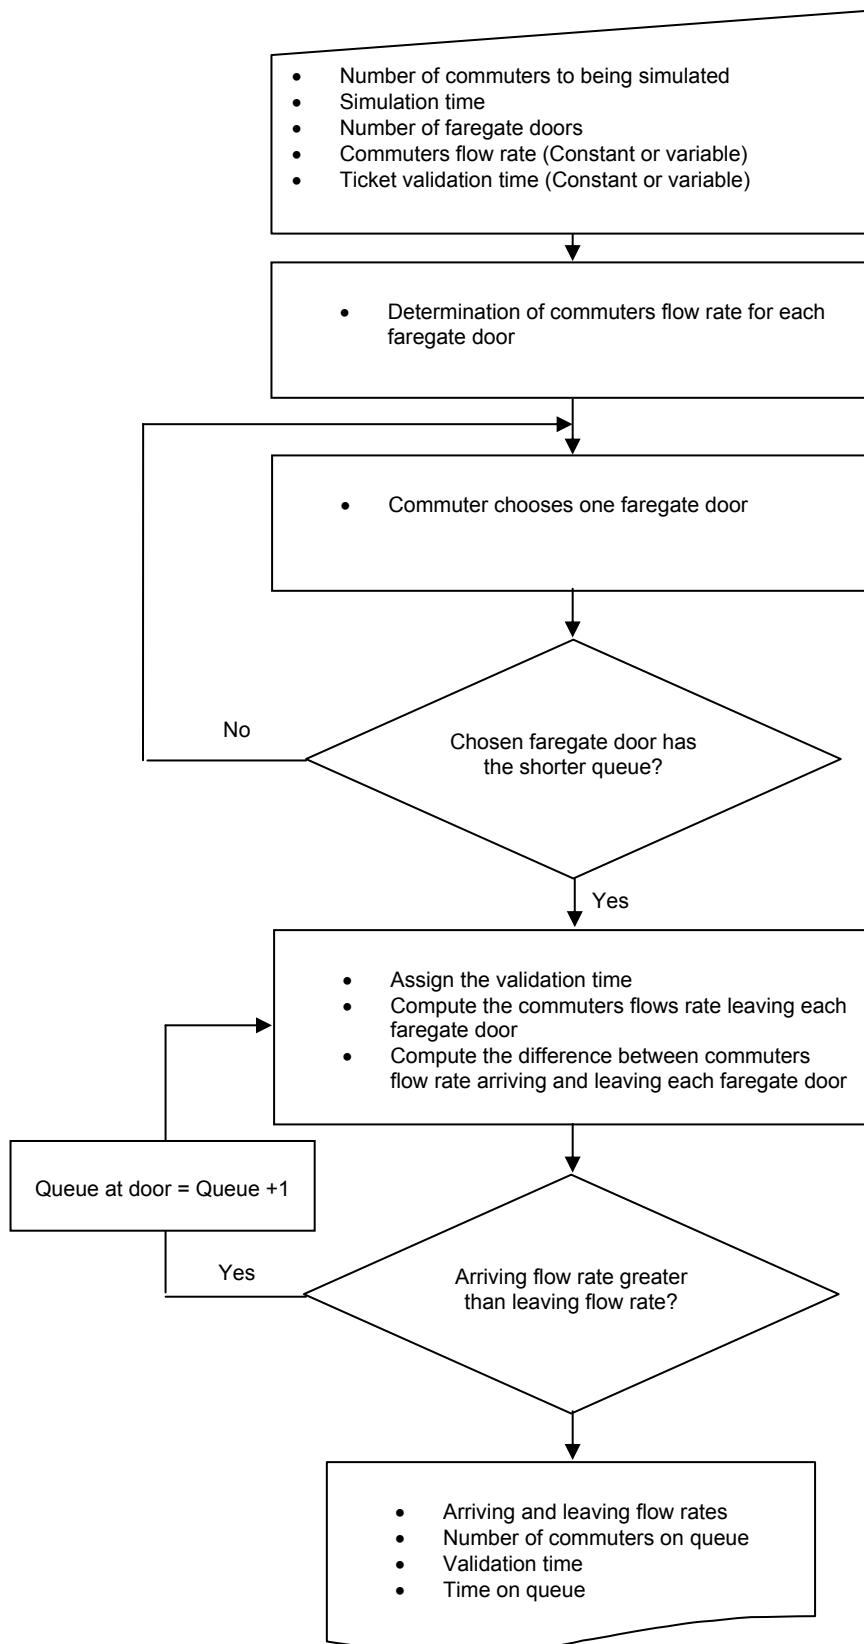 • Number of commuters to being simulated
• Simulation time
• Number of faregate doors
• Commuters flow rate (Constant or variable)
• Ticket validation time (Constant or variable)
• Determination of commuters flow rate for each
faregate door
• Commuter chooses one faregate door
No
Chosen faregate door has
the shorter queue?
Yes
• Assign the validation time
• Compute the commuters flows rate leaving each
faregate door
• Compute the difference between commuters
flow rate arriving and leaving each faregate door
Queue at door = Queue +1
Yes
Arriving flow rate greater
than leaving flow rate?
• Arriving and leaving flow rates
• Number of commuters on queue
• Validation time
• Time on queue